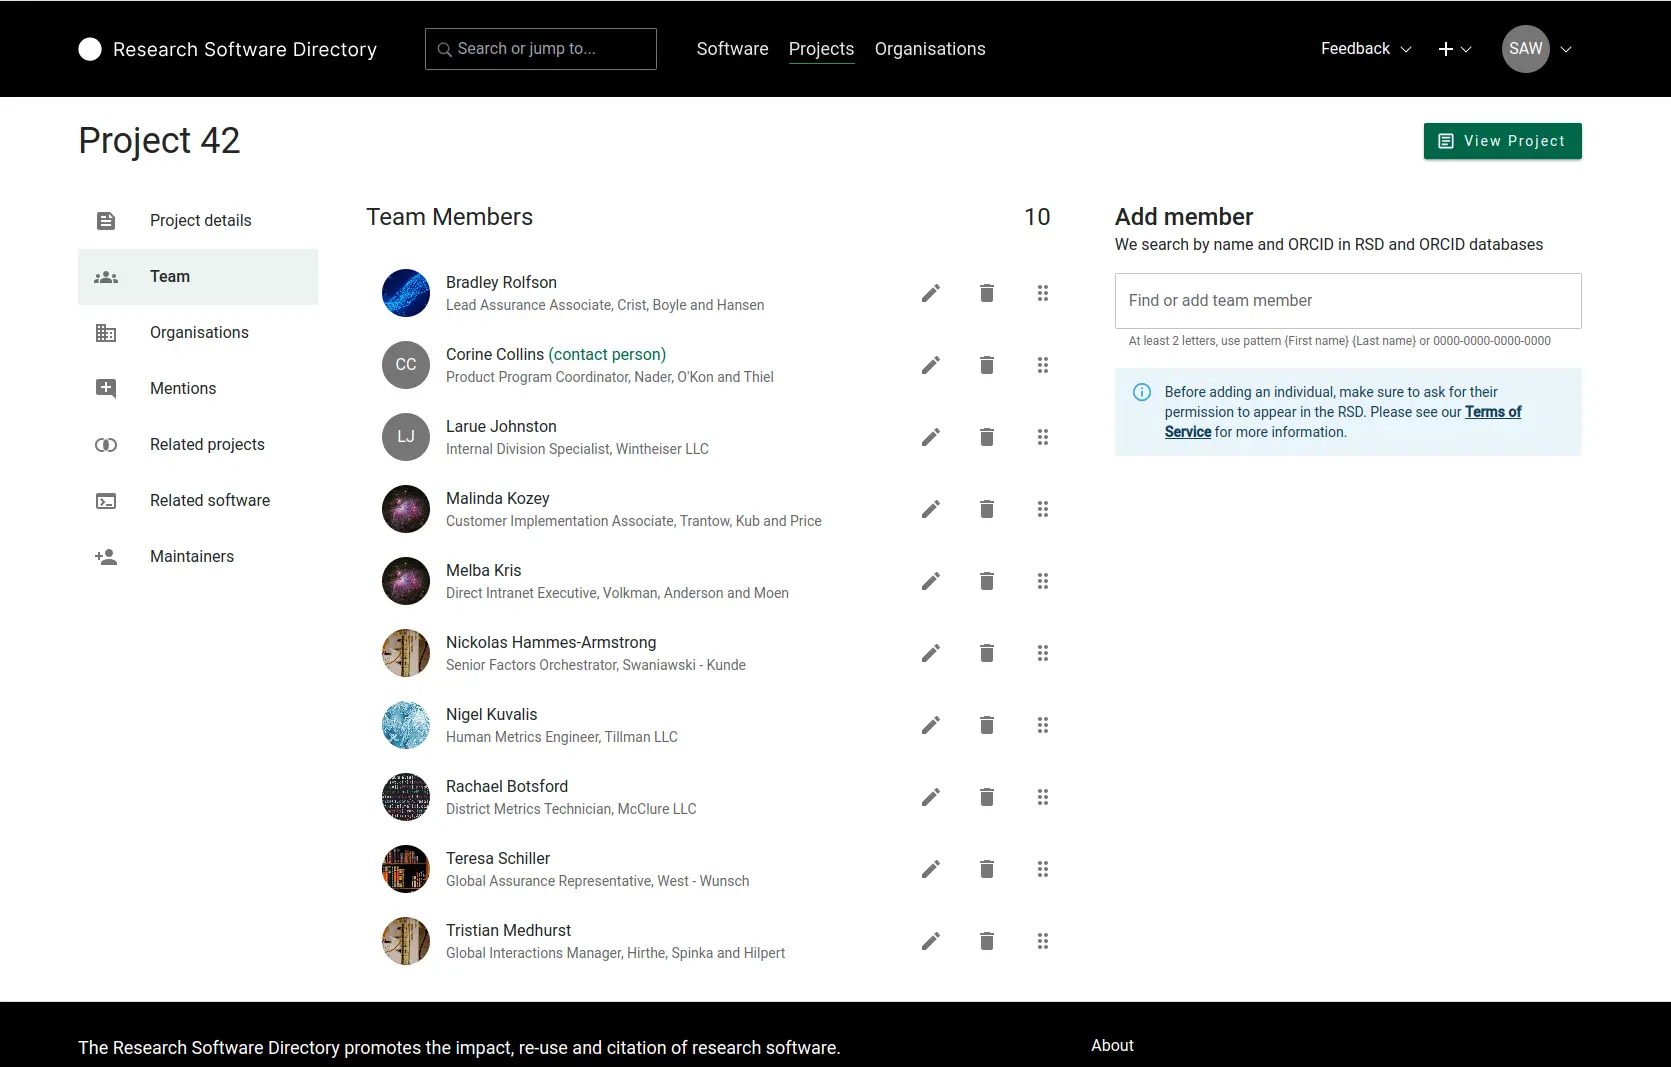 Research Software Directory
Search or jump to...
Software
Projects
Organisations
Feedback
SAW
Project 42
View Project
Project details
Team
Organisations
Mentions
Related projects
Related software
Maintainers
Team Members
10
Bradley Rolfson
Lead Assurance Associate, Crist, Boyle and Hansen
CC
Corine Collins (contact person)
Product Program Coordinator, Nader, O'Kon and Thiel
LJ
Larue Johnston
Internal Division Specialist, Wintheiser LLC
Malinda Kozey
Customer Implementation Associate, Trantow, Kub and Price
Melba Kris
Direct Intranet Executive, Volkman, Anderson and Moen
Nickolas Hammes-Armstrong
Senior Factors Orchestrator, Swaniawski - Kunde
Nigel Kuvalis
Human Metrics Engineer, Tillman LLC
Rachael Botsford
District Metrics Technician, McClure LLC
Teresa Schiller
Global Assurance Representative, West - Wunsch
Tristian Medhurst
Global Interactions Manager, Hirthe, Spinka and Hilpert
Add member
We search by name and ORCID in RSD and ORCID databases
Find or add team member
At least 2 letters, use pattern {First name} {Last name} or 0000-0000-0000-0000
Before adding an individual, make sure to ask for their
permission to appear in the RSD. Please see our Terms of
Service for more information.
The Research Software Directory promotes the impact, re-use and citation of research software.
About